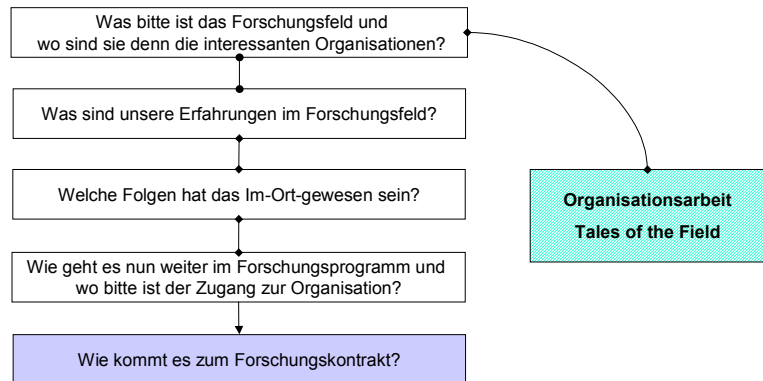 Was bitte ist das Forschungsfeld und
wo sind sie denn die interessanten Organisationen?
Was sind unsere Erfahrungen im Forschungsfeld?
Welche Folgen hat das Im-Ort-gewesen sein?
Organisationsarbeit
Tales of the Field
Wie geht es nun weiter im Forschungsprogramm und
wo bitte ist der Zugang zur Organisation?
Wie kommt es zum Forschungskontrakt?